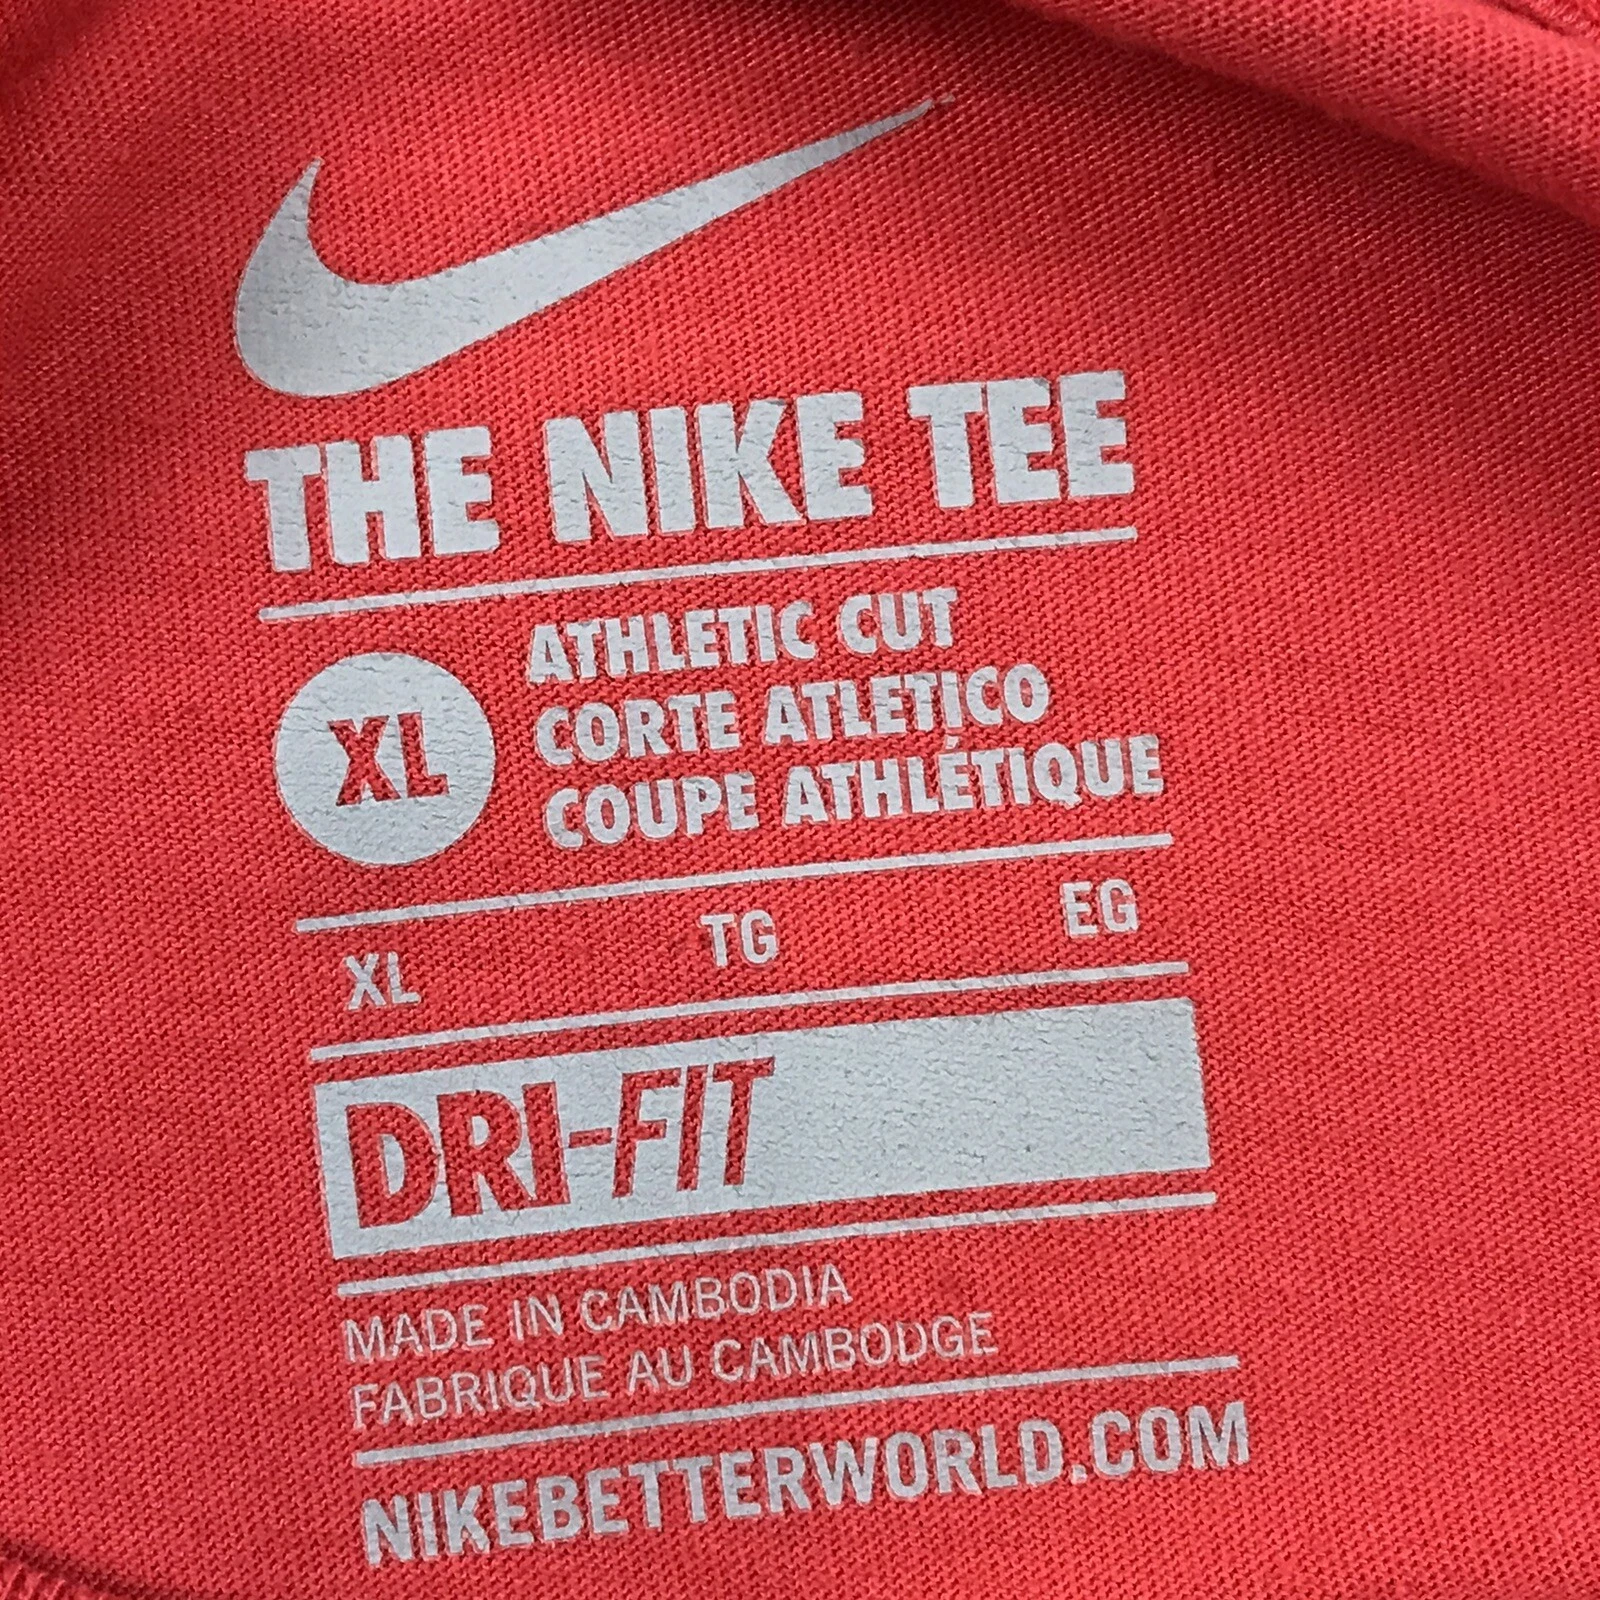 THE NIKE TEE
XL
ATHLETIC CUT
CORTE ATLETICO
COUPE ATHLÉTIQUE
XL TG EG
DRI-FIT
MADE IN CAMBODIA
FABRIQUE AU CAMBODGE
NIKEBETTERWORLD.COM